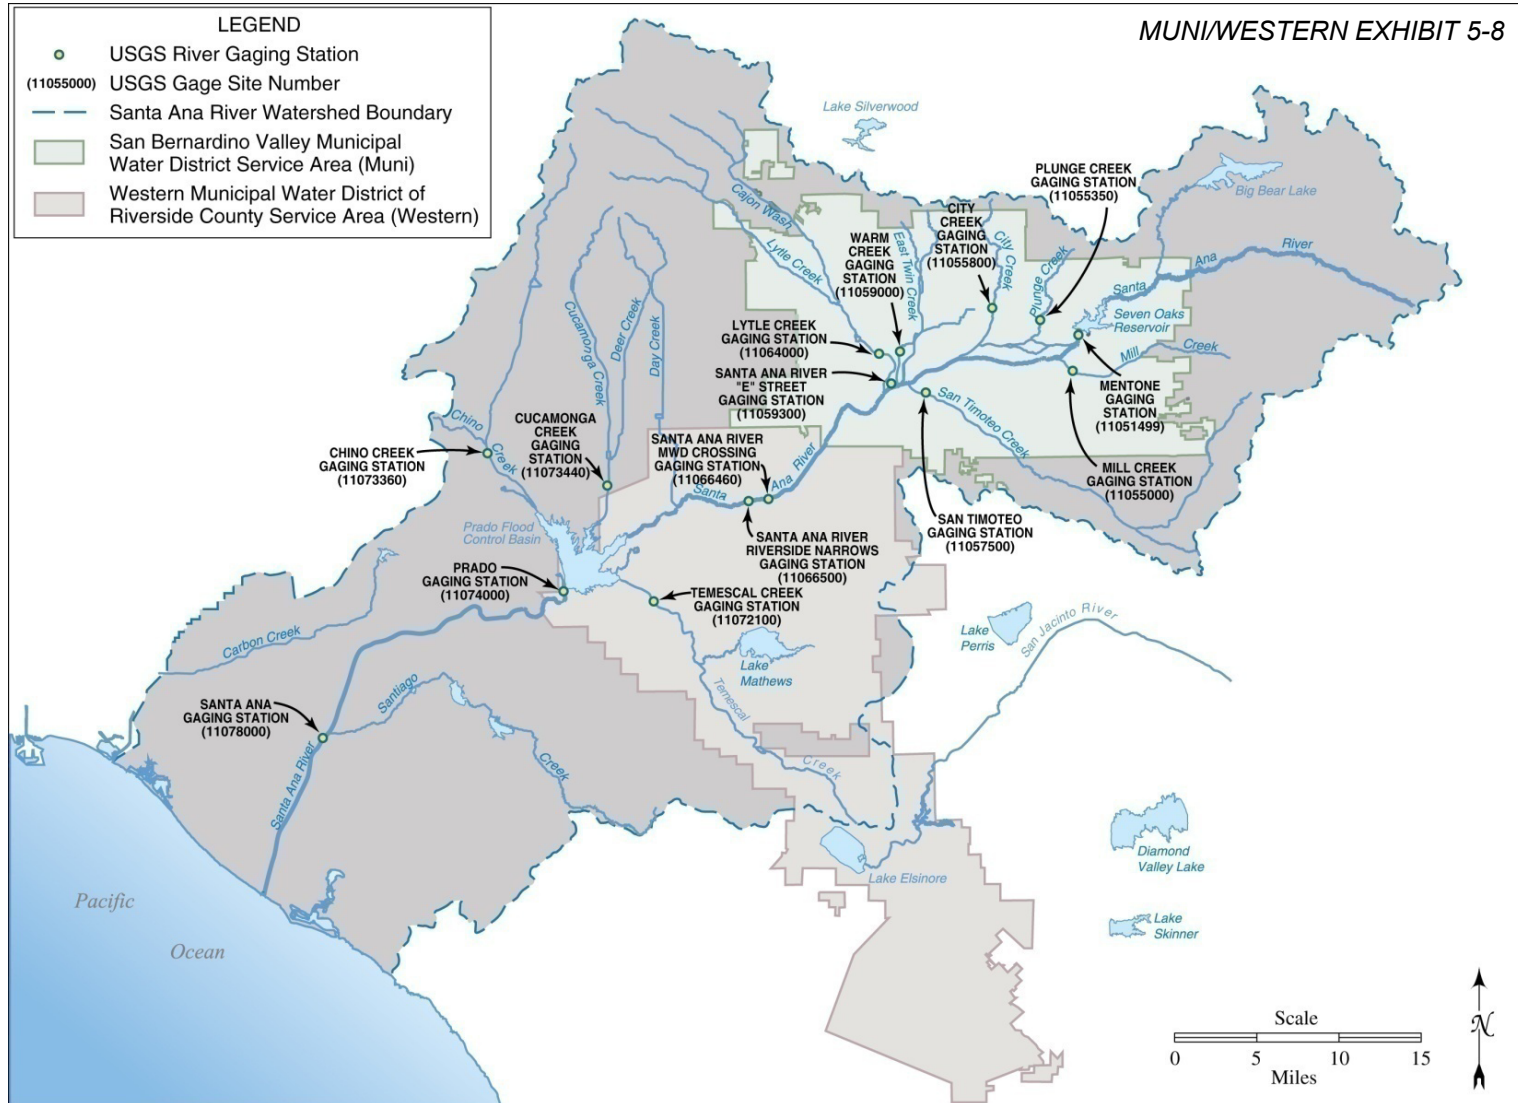 MUNI/WESTERN EXHIBIT 5-8
LEGEND
USGS River Gaging Station
(11055000) USGS Gage Site Number
Santa Ana River Watershed Boundary
San Bernardino Valley Municipal
Water District Service Area (Muni)
Western Municipal Water District of
Riverside County Service Area (Western)
Lake Silverwood
PLUNGE CREEK
GAGING STATION
(11055350)
Big Bear Lake
CITY
CREEK
GAGING
STATION
(11055800)
WARM
CREEK
GAGING
STATION
(11059000)
Cajon Wash
Lytle Creek
East Twin Creek
City Creek
Plunge Creek
Santa Ana River
Seven Oaks
Reservoir
Mill Creek
LYTLE CREEK
GAGING STATION
(11064000)
SANTA ANA RIVER
"E" STREET
GAGING STATION
(11059300)
MENTONE
GAGING
STATION
(11051499)
San Timoteo Creek
MILL CREEK
GAGING STATION
(11055000)
SAN TIMOTEO
GAGING STATION
(11057500)
Cucamonga Creek
Deer Creek
Day Creek
Chino Creek
CHINO CREEK
GAGING STATION
(11073360)
CUCAMONGA
CREEK
GAGING
STATION
(11073440)
SANTA ANA RIVER
MWD CROSSING
GAGING STATION
(11066460)
Santa Ana River
SANTA ANA RIVER
RIVERSIDE NARROWS
GAGING STATION
(11066500)
Prado Flood
Control Basin
PRADO
GAGING STATION
(11074000)
TEMESCAL CREEK
GAGING STATION
(11072100)
Carbon Creek
Lake
Mathews
Lake
Perris
San Jacinto River
Temescal Creek
SANTA ANA
GAGING STATION
(11078000)
Santiago Creek
Santa Ana River
Lake Elsinore
Diamond
Valley Lake
Lake
Skinner
Pacific
Ocean
Scale
0 5 10 15
Miles
N